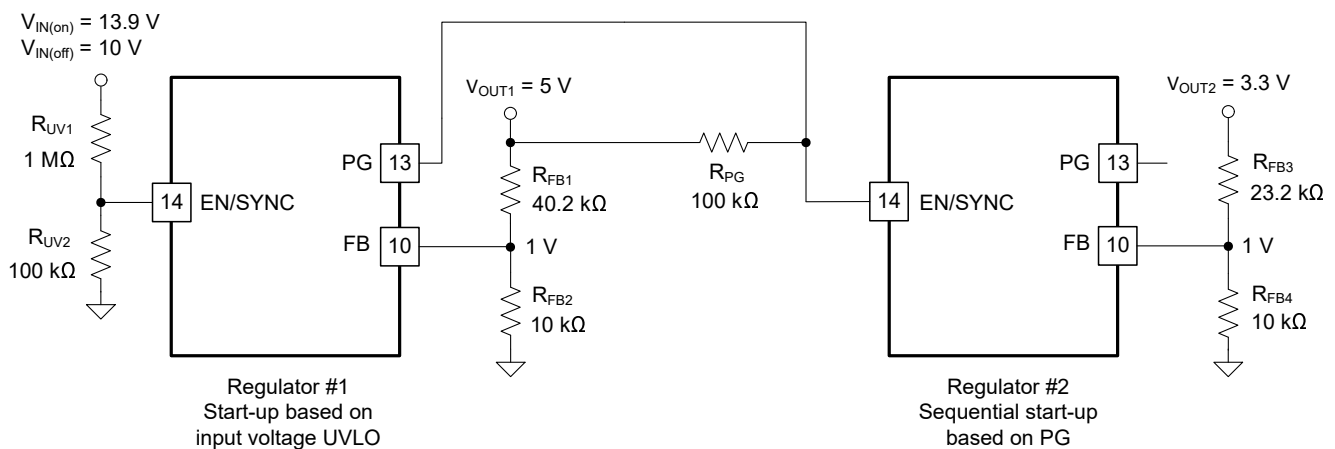 VIN(on) = 13.9 V
VIN(off) = 10 V
RUV1
1 MΩ
RUV2
100 kΩ
14
EN/SYNC
PG
13
FB
10
VOUT1 = 5 V
RFB1
40.2 kΩ
1 V
RFB2
10 kΩ
RPG
100 kΩ
14
EN/SYNC
PG
13
FB
10
VOUT2 = 3.3 V
RFB3
23.2 kΩ
1 V
RFB4
10 kΩ
Regulator #1
Start-up based on
input voltage UVLO
Regulator #2
Sequential start-up
based on PG